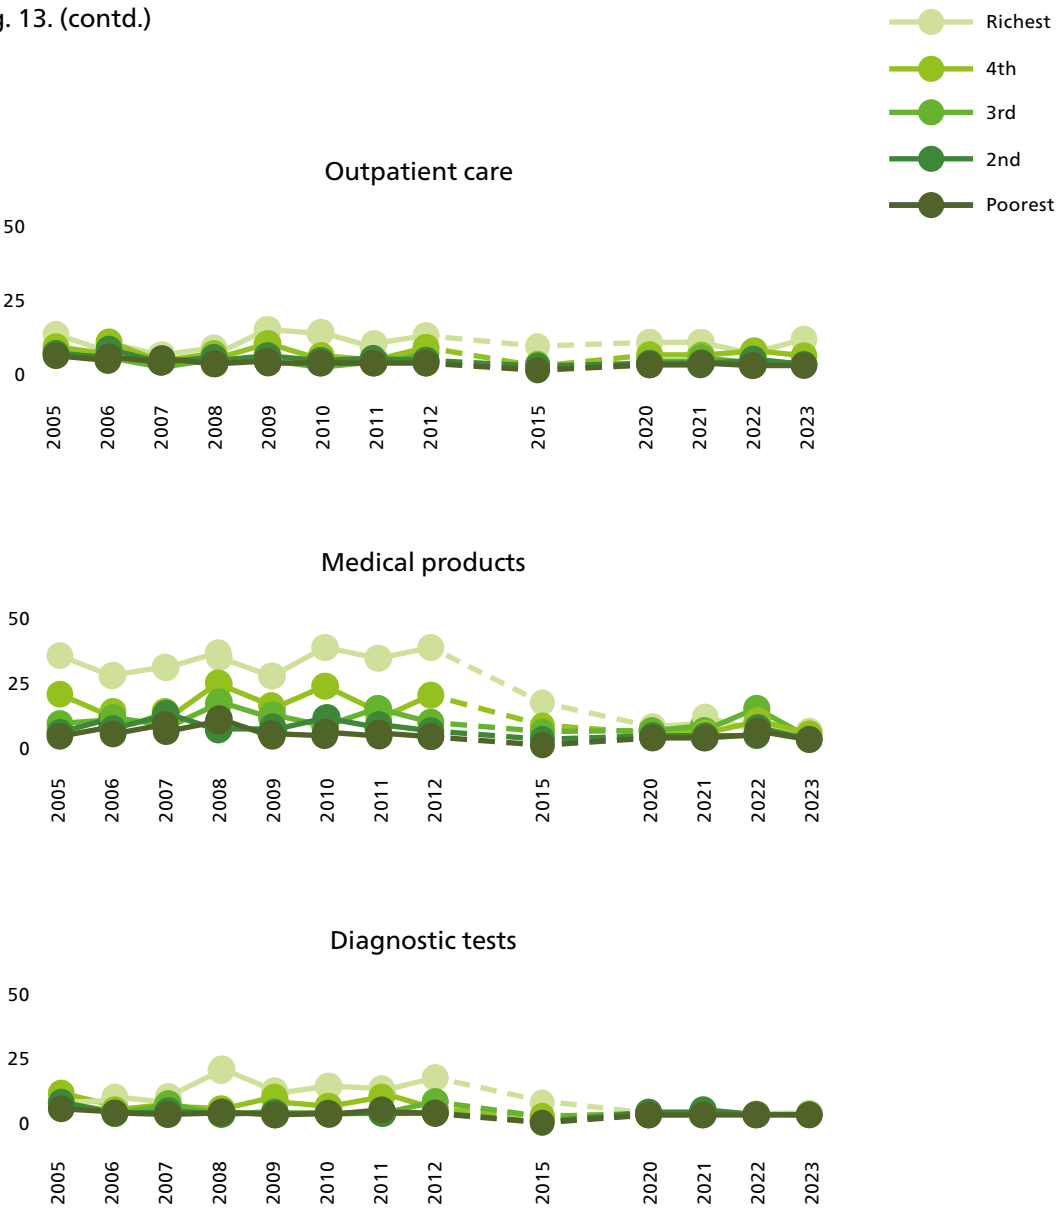 g. 13. (contd.)
Richest
4th
3rd
2nd
Poorest
Outpatient care
50
25
0
2005 2006 2007 2008 2009 2010 2011 2012 2015 2020 2021 2022 2023
Medical products
50
25
0
2005 2006 2007 2008 2009 2010 2011 2012 2015 2020 2021 2022 2023
Diagnostic tests
50
25
0
2005 2006 2007 2008 2009 2010 2011 2012 2015 2020 2021 2022 2023